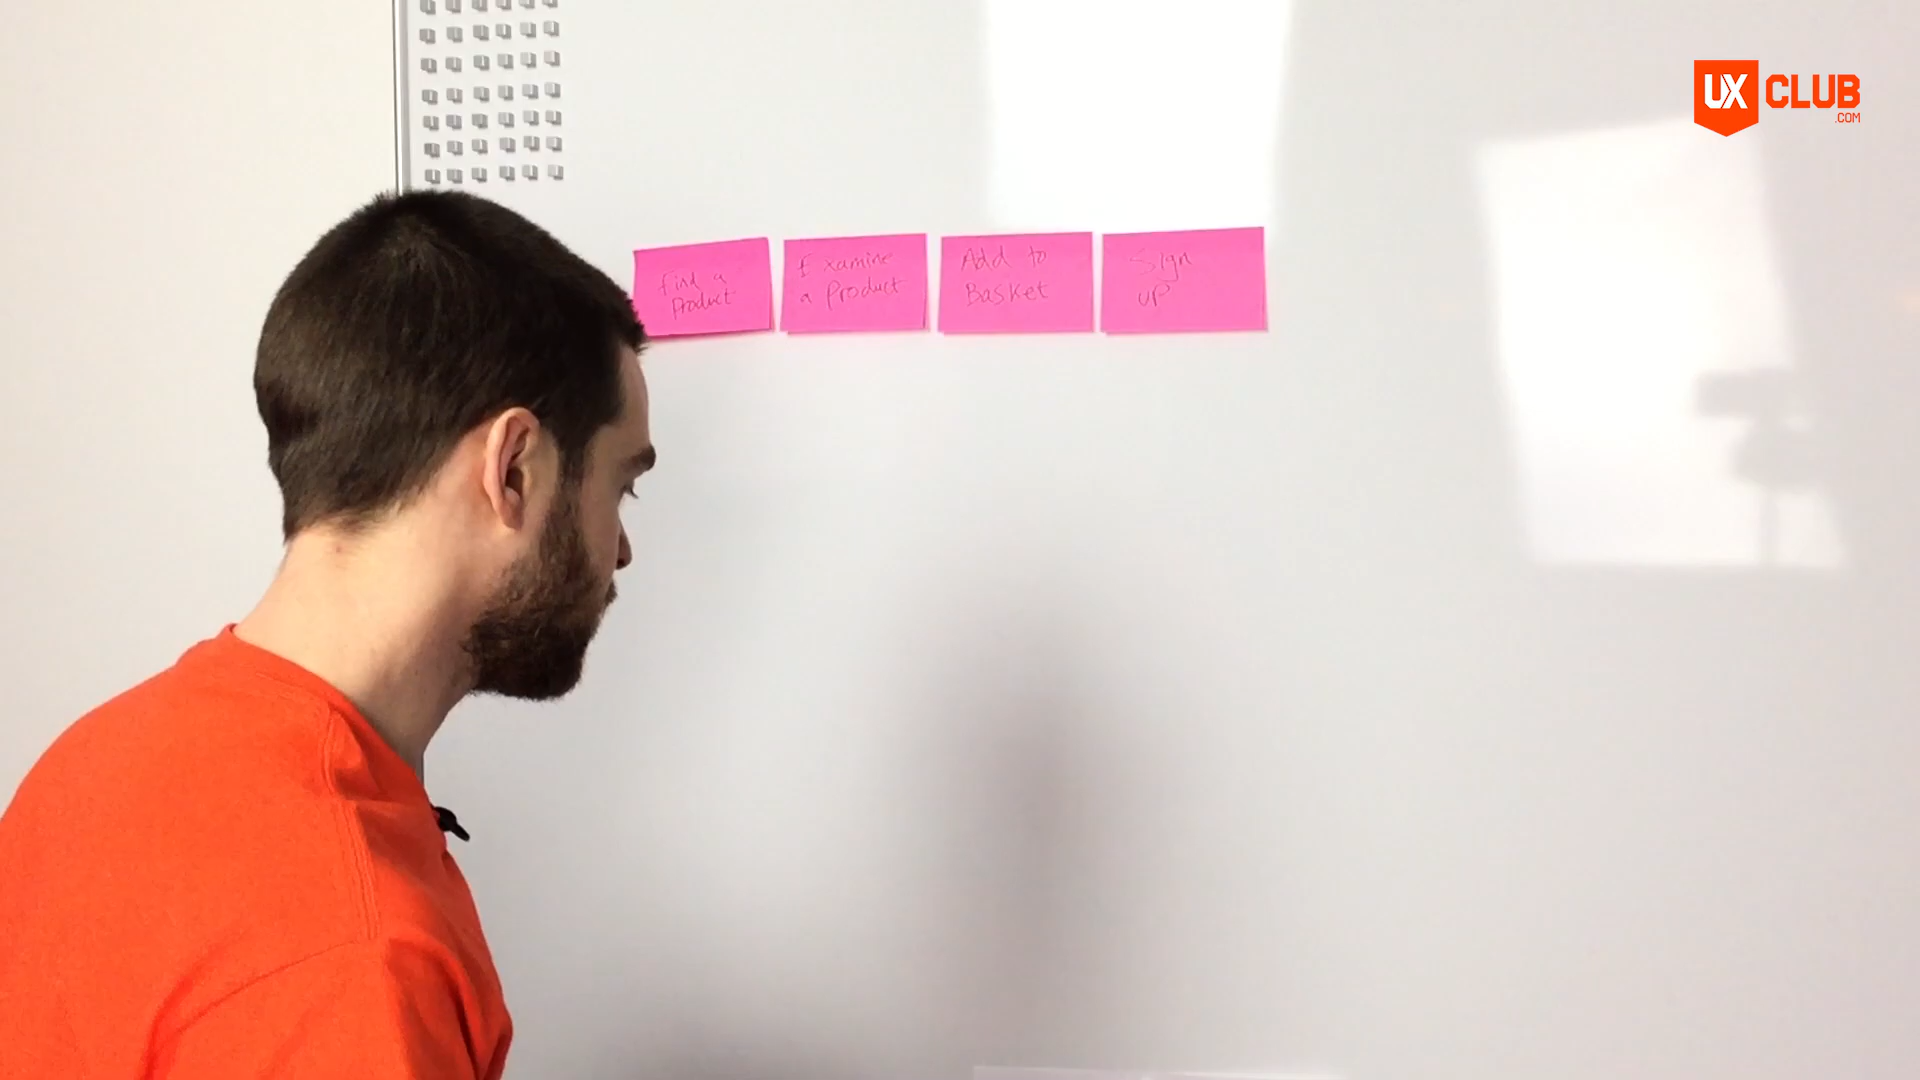 UX CLUB
.COM
Find a
Product
Examine
a Product
Add to
Basket
Sign
up